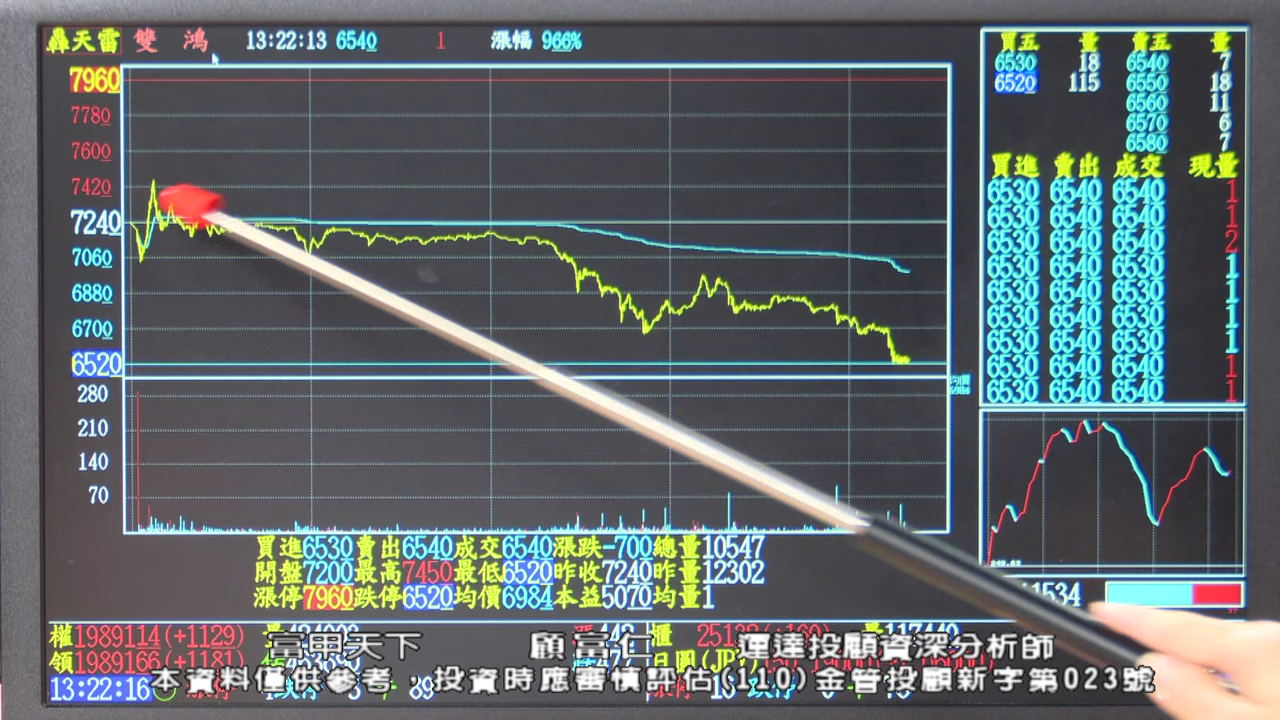 轟天雷 雙 鴻 13:22:13 6540 1 漲幅 966%
7960
7780
7600
7420
7240
7060
6880
6700
6520
280
210
140
70
買五 量 賣五 量
6530 18 6540 7
6520 115 6550 18
6560 11
6570 6
6580 7
買進 賣出 成交 現量
6530 6540 6540 1
6530 6540 6540 1
6530 6540 6540 2
6530 6540 6530 1
6530 6540 6530 1
6530 6540 6530 1
6530 6540 6530 1
6530 6540 6540 1
6530 6540 6540 1
買進6530賣出6540成交6540漲跌-700總量10547
開盤7200最高7450最低6520昨收7240昨量12302
漲停7960跌停6520均價6984本益5070均量1
權1989114(+1129)
領1989166(+1181)
富甲天下 顧富仁 運達投顧資深分析師
13:22:16
本資料僅供參考，投資時應審慎評估(110)金管投顧新字第023號